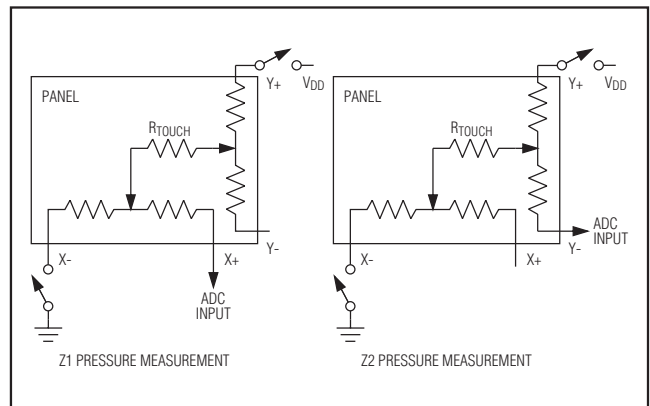 Y+ VDD
PANEL
RTOUCH
X-
X+
Y-
ADC
INPUT
Z1 PRESSURE MEASUREMENT
Y+ VDD
PANEL
RTOUCH
X-
X+
Y-
ADC
INPUT
Z2 PRESSURE MEASUREMENT